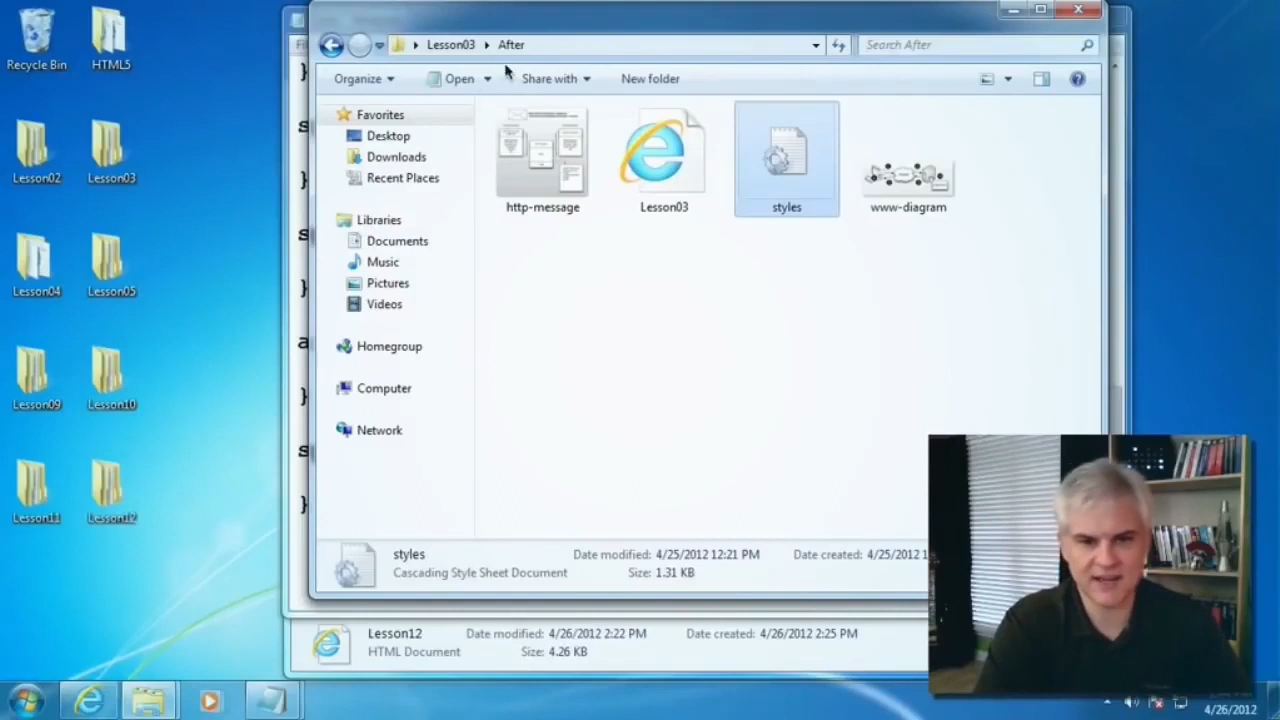 Recycle Bin
HTML5
Lesson02
Lesson03
Lesson04
Lesson05
Lesson09
Lesson10
Lesson11
Lesson12
Lesson03
After
Search After
Organize
Open
Share with
New folder
Favorites
Desktop
Downloads
Recent Places
Libraries
Documents
Music
Pictures
Videos
Homegroup
Computer
Network
http-message
Lesson03
styles
www-diagram
styles
Date modified: 4/25/2012 12:21 PM
Date created: 4/25/2012 1
Cascading Style Sheet Document
Size: 1.31 KB
Lesson12
Date modified: 4/26/2012 2:22 PM
Date created: 4/26/2012 2:25 PM
HTML Document
Size: 4.26 KB
4/26/2012